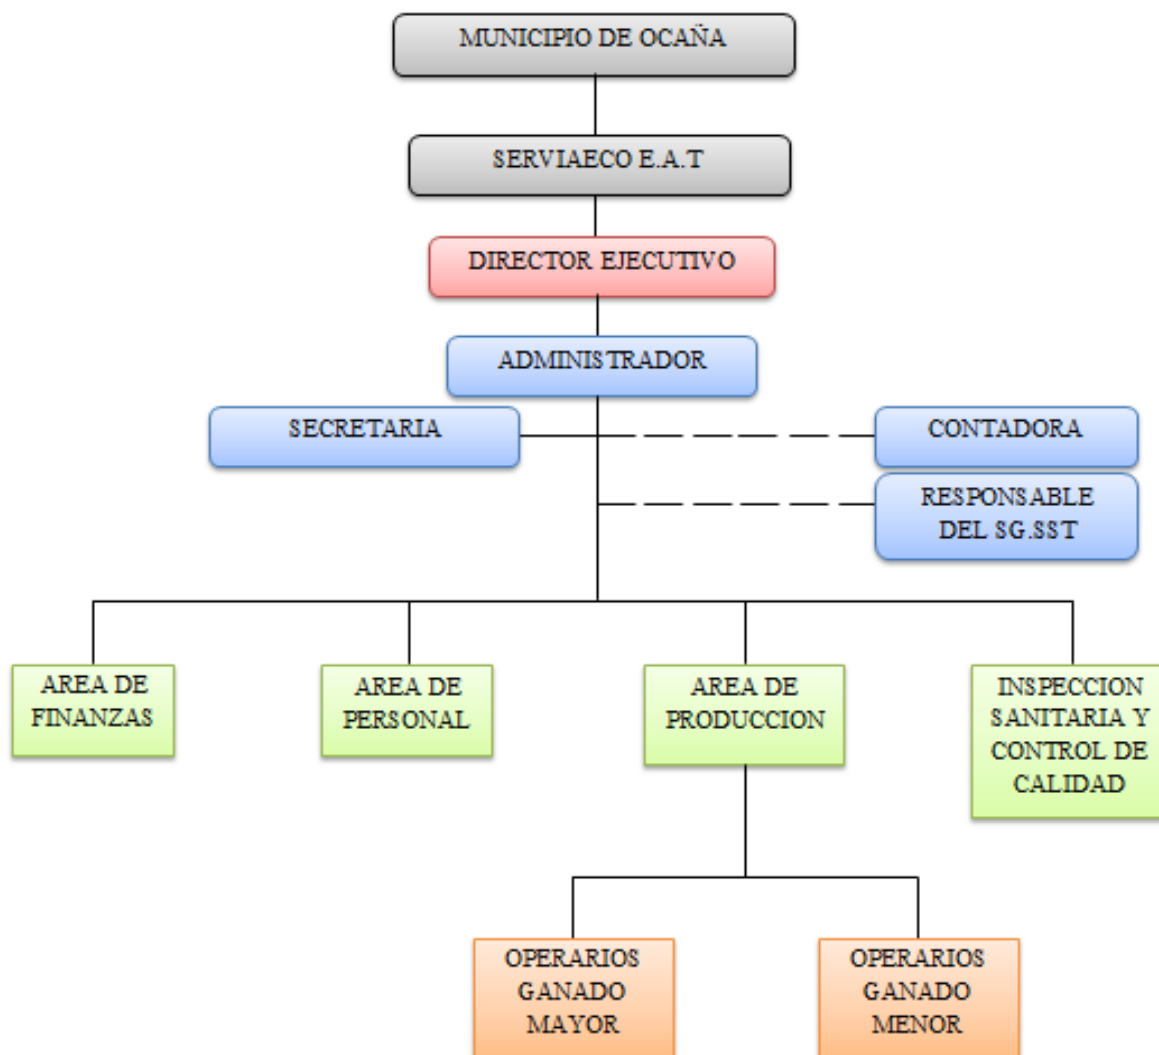 MUNICIPIO DE OCAÑA
SERVIAECO E.A.T
DIRECTOR EJECUTIVO
ADMINISTRADOR
SECRETARIA
CONTADORA
RESPONSABLE
DEL SG.SST
AREA DE
FINANZAS
AREA DE
PERSONAL
AREA DE
PRODUCCION
INSPECCION
SANITARIA Y
CONTROL DE
CALIDAD
OPERARIOS
GANADO
MAYOR
OPERARIOS
GANADO
MENOR